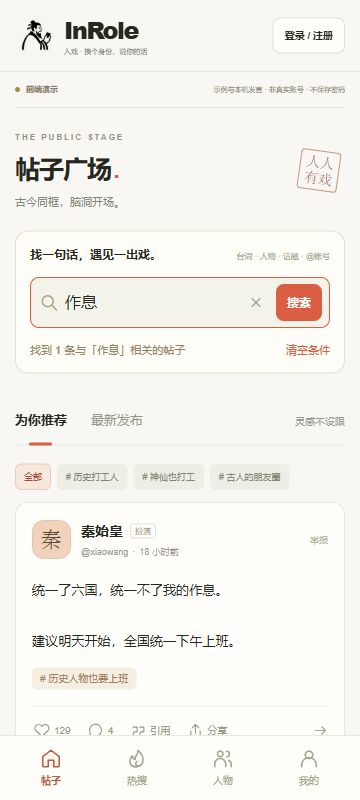 InRole
登录 / 注册
入戏 · 换个身份，说你的话
前端演示
示例与本机发言 · 非真实账号 · 不保存密码
THE PUBLIC STAGE
帖子广场.
人人
有戏
古今同框，脑洞开场。
找一句话，遇见一出戏。
台词 · 人物 · 话题 · @账号
作息
搜索
找到 1 条与「作息」相关的帖子
清空条件
为你推荐
最新发布
灵感不设限
全部
# 历史打工人
# 神仙也打工
# 古人的朋友圈
秦
秦始皇
扮演
@xiaowang · 18 小时前
举报
统一了六国，统一不了我的作息。
建议明天开始，全国统一下午上班。
# 历史人物也要上班
129
4
引用
分享
帖子
热搜
人物
我的